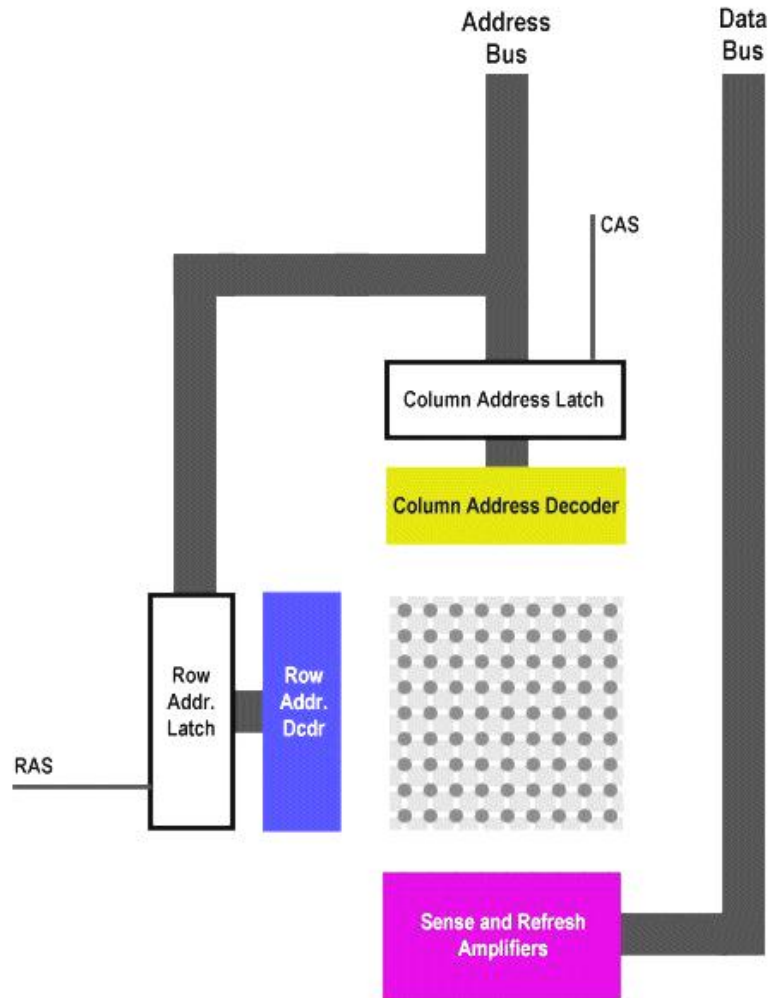 Address
Bus
Data
Bus
CAS
Column Address Latch
Column Address Decoder
Row
Addr.
Latch
Row
Addr.
Dcdr
RAS
Sense and Refresh
Amplifiers